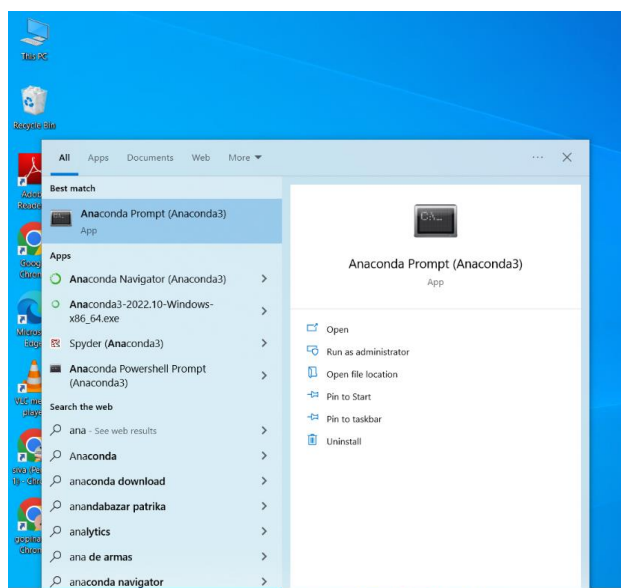 This PC
Recycle Bin
All Apps Documents Web More
Best match
Anaconda Prompt (Anaconda3)
App
Apps
Anaconda Navigator (Anaconda3)
Anaconda3-2022.10-Windows-
x86_64.exe
Spyder (Anaconda3)
Anaconda Powershell Prompt
(Anaconda3)
Search the web
ana - See web results
Anaconda
anaconda download
anandabazar patrika
analytics
ana de armas
anaconda navigator
Anaconda Prompt (Anaconda3)
App
Open
Run as administrator
Open file location
Pin to Start
Pin to taskbar
Uninstall